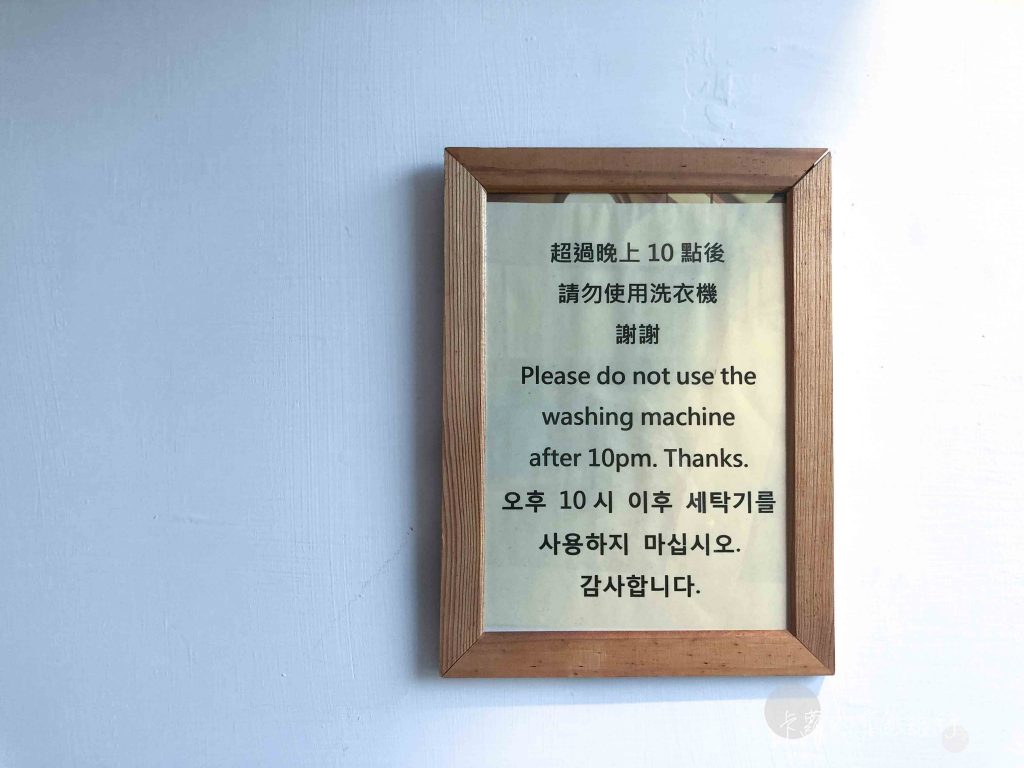 超過晚上 10 點後
請勿使用洗衣機
謝謝
Please do not use the
washing machine
after 10pm. Thanks.
오후 10 시 이후 세탁기를
사용하지 마십시오.
감사합니다.